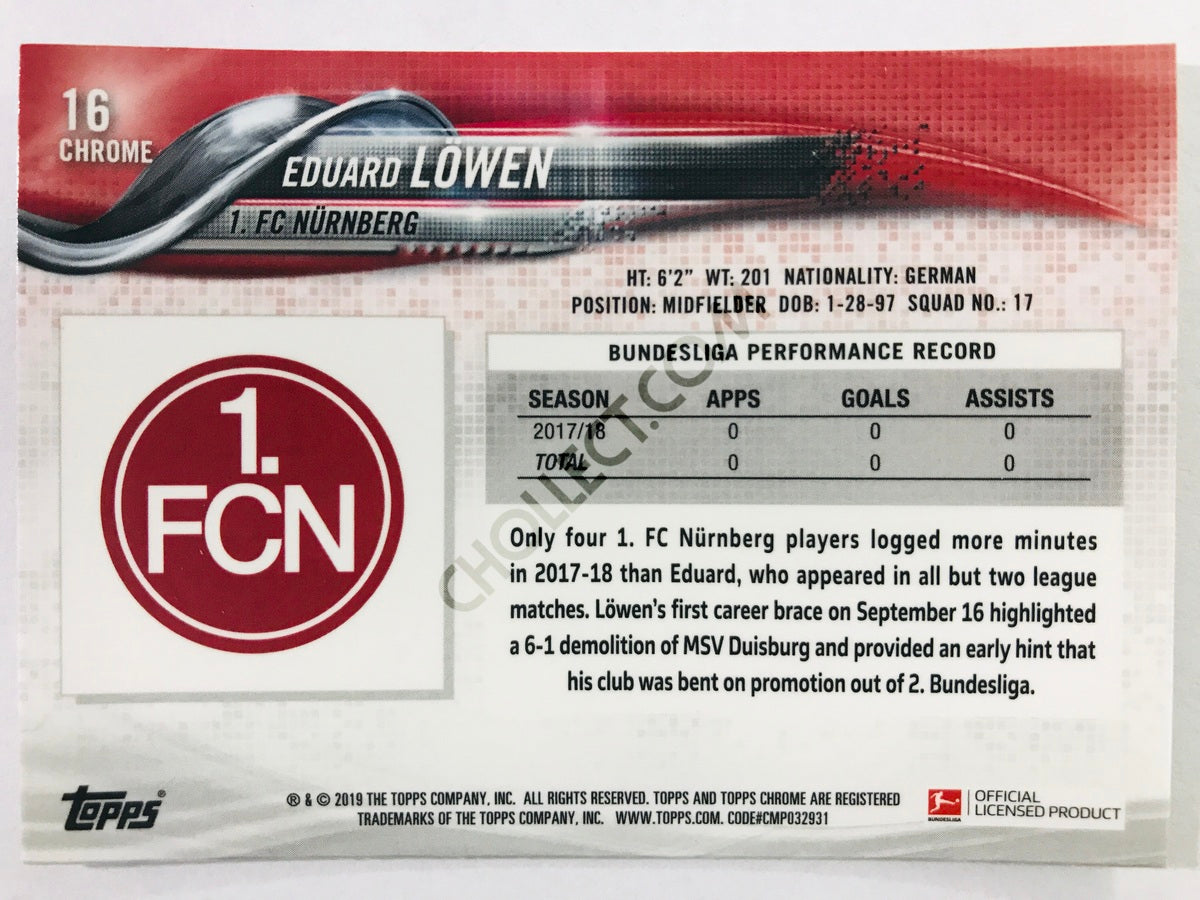 16
CHROME
EDUARD LÖWEN
1. FC NÜRNBERG
HT: 6'2" WT: 201 NATIONALITY: GERMAN
POSITION: MIDFIELDER DOB: 1-28-97 SQUAD NO.: 17
1.
FCN
BUNDESLIGA PERFORMANCE RECORD
SEASON APPS GOALS ASSISTS
2017/18 0 0 0
TOTAL 0 0 0
Only four 1. FC Nürnberg players logged more minutes
in 2017-18 than Eduard, who appeared in all but two league
matches. Löwen's first career brace on September 16 highlighted
a 6-1 demolition of MSV Duisburg and provided an early hint that
his club was bent on promotion out of 2. Bundesliga.
CHOLLECT.COM
TOPPS®
® & © 2019 THE TOPPS COMPANY, INC. ALL RIGHTS RESERVED. TOPPS AND TOPPS CHROME ARE REGISTERED
TRADEMARKS OF THE TOPPS COMPANY, INC. WWW.TOPPS.COM. CODE#CMP032931
BUNDESLIGA
OFFICIAL
LICENSED PRODUCT